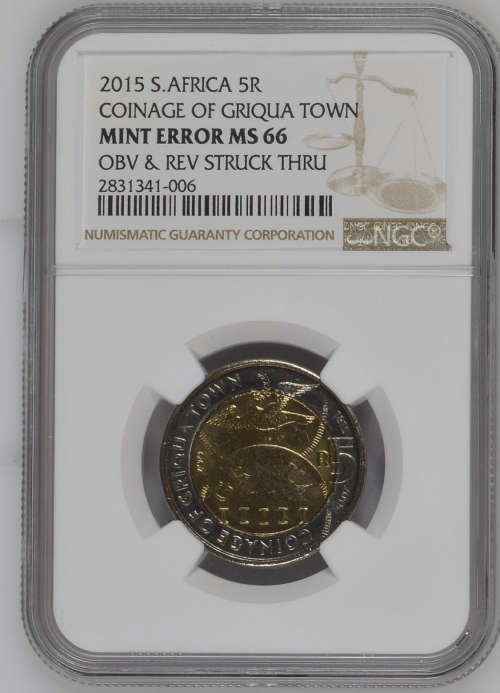 2015 S.AFRICA 5R
COINAGE OF GRIQUA TOWN
MINT ERROR MS 66
OBV & REV STRUCK THRU
2831341-006
NUMISMATIC GUARANTY CORPORATION
NGC
COINAGE OF GRIQUA TOWN